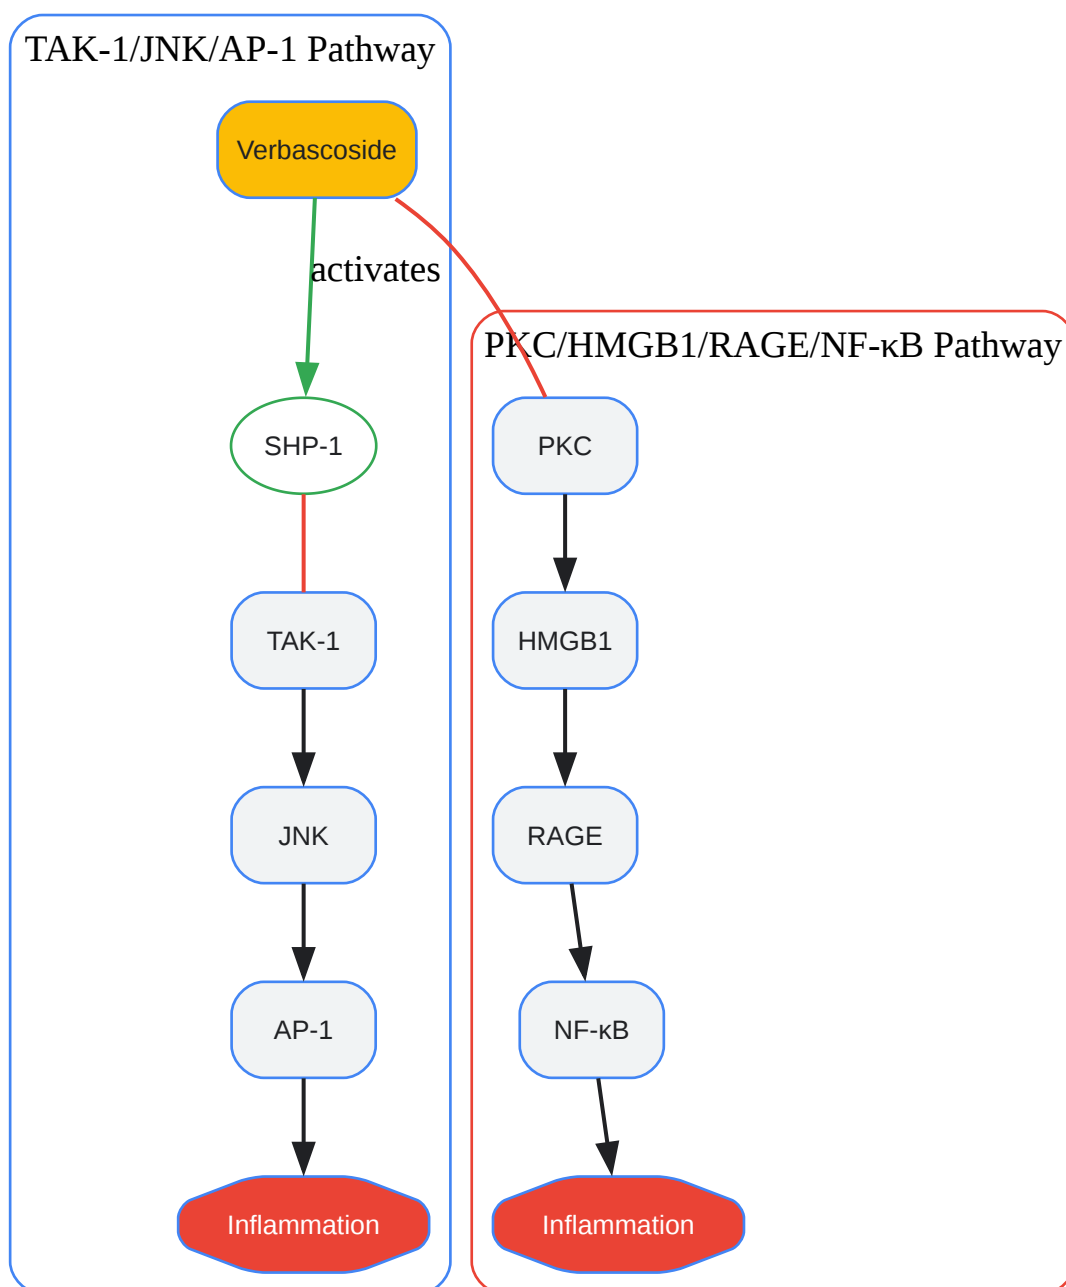 TAK-1/JNK/AP-1 Pathway
Verbascoside
activates
SHP-1
TAK-1
JNK
AP-1
Inflammation
PKC/HMGB1/RAGE/NF-κB Pathway
PKC
HMGB1
RAGE
NF-κB
Inflammation